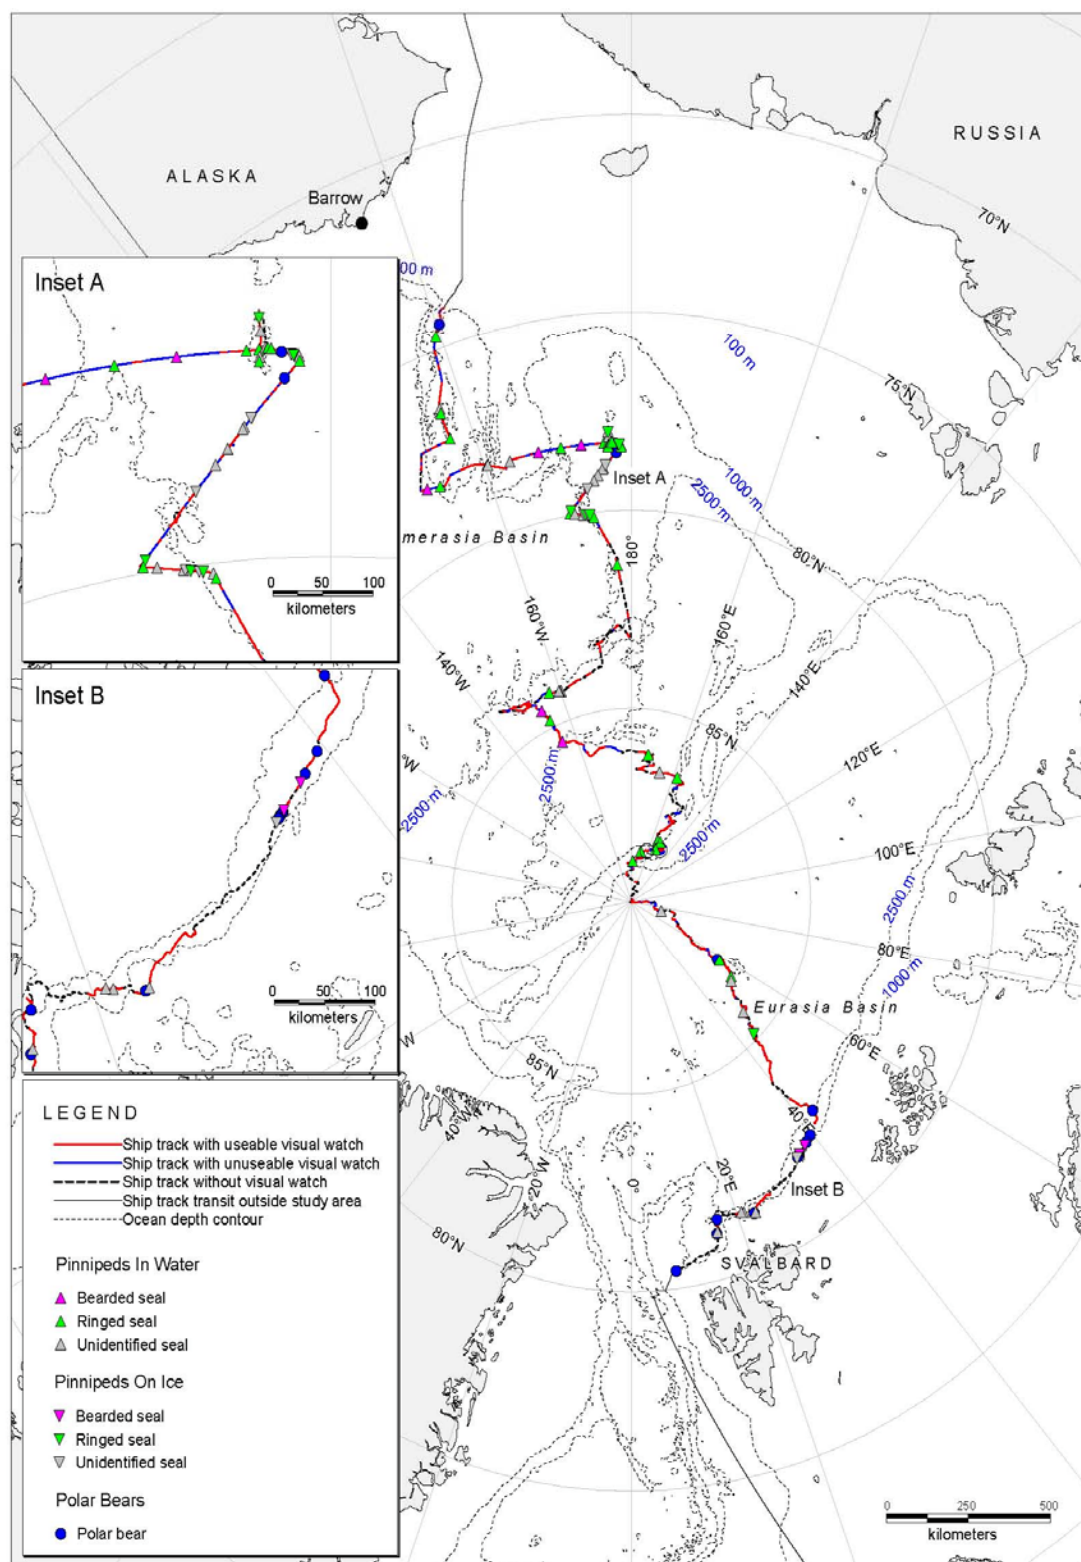 RUSSIA
ALASKA
Barrow
70°N
00 m
Inset A
100 m
75°N
1000 m
2500 m
Inset A
merasia Basin
180°
80°N
0 50 100
kilometers
160°W
160°E
140°W
140°E
Inset B
85°N
°W
2500 m
2500 m
120°E
2500 m
100°E
2500 m
80°E
1000 m
0 50 100
kilometers
Eurasia Basin
W
60°E
85°N
40°W
40°E
LEGEND
Ship track with useable visual watch
Ship track with unuseable visual watch
Ship track without visual watch
Ship track transit outside study area
Ocean depth contour
20°W
0°
20°E
Inset B
80°N
SVALBARD
Pinnipeds In Water
Bearded seal
Ringed seal
Unidentified seal
Pinnipeds On Ice
Bearded seal
Ringed seal
Unidentified seal
Polar Bears
Polar bear
0 250 500
kilometers